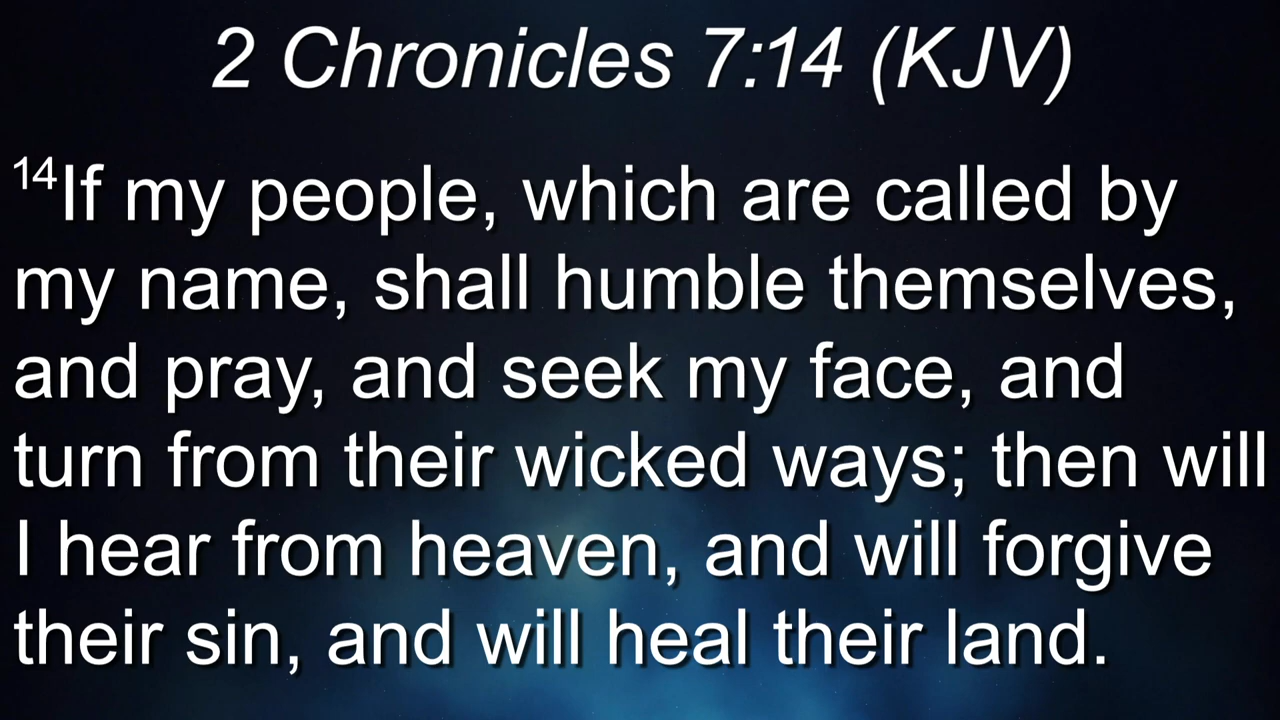 2 Chronicles 7:14 (KJV)
14If my people, which are called by
my name, shall humble themselves,
and pray, and seek my face, and
turn from their wicked ways; then will
I hear from heaven, and will forgive
their sin, and will heal their land.